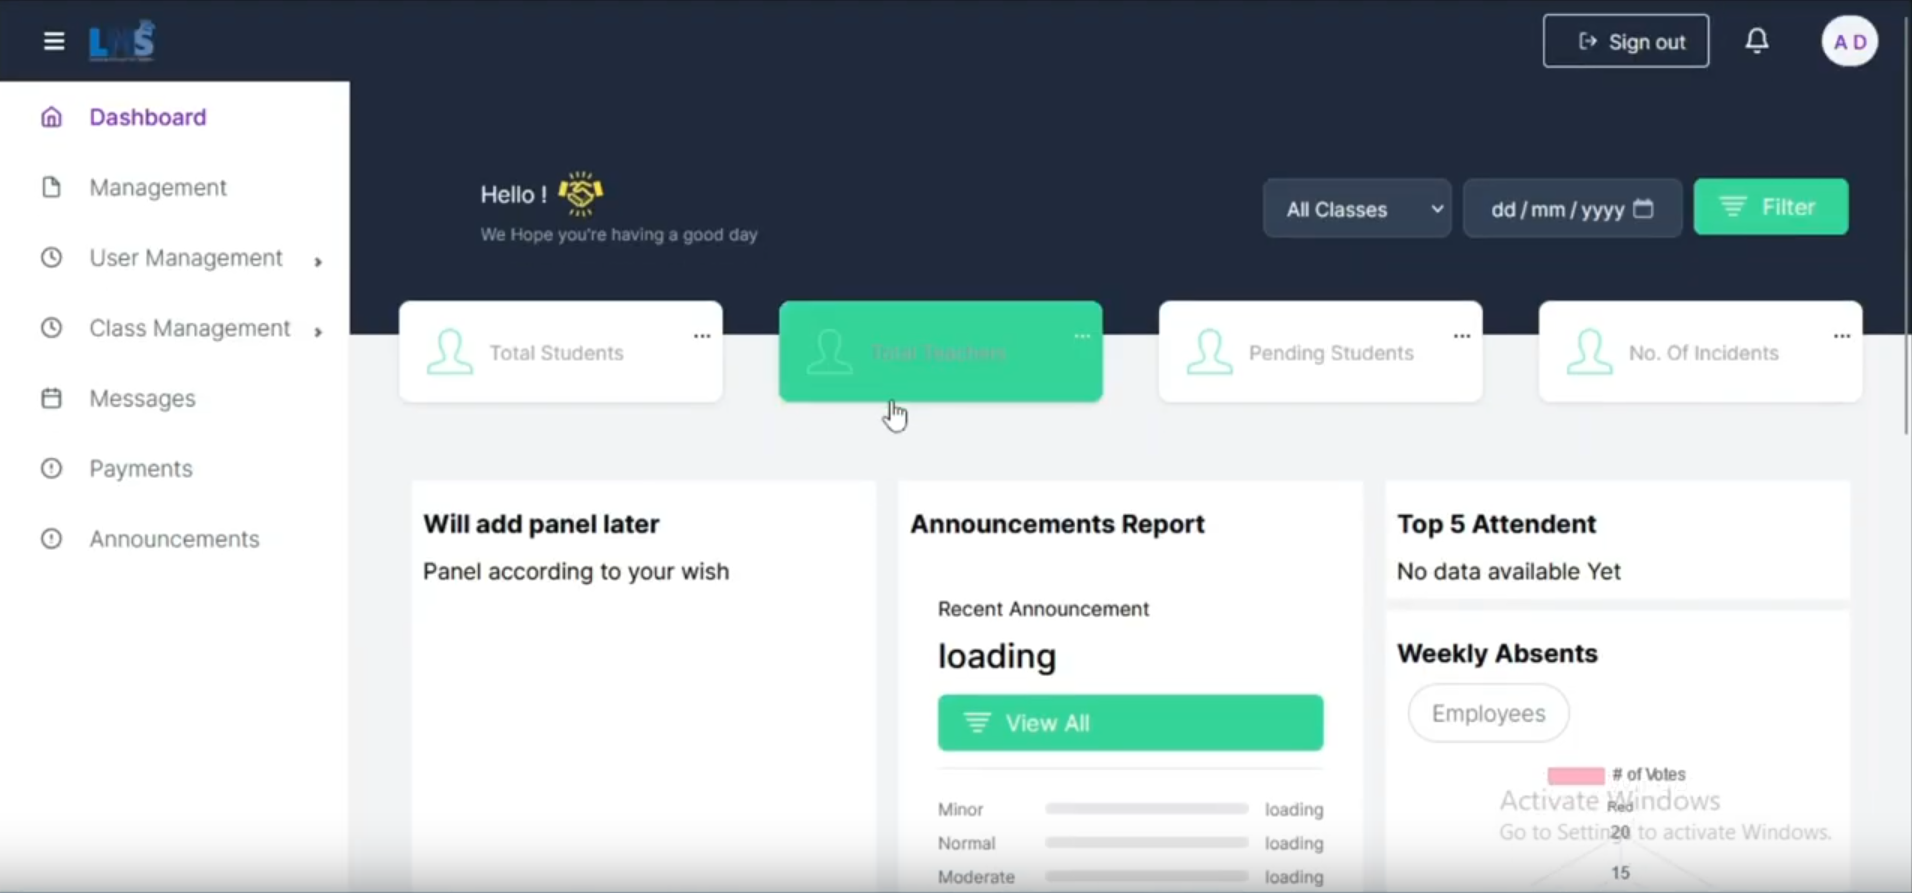 LMS
Sign out
A D
Dashboard
Management
User Management
Class Management
Messages
Payments
Announcements
Hello !
We Hope you're having a good day
All Classes
dd / mm / yyyy
Filter
Total Students
Total Teachers
Pending Students
No. Of Incidents
Will add panel later
Panel according to your wish
Announcements Report
Recent Announcement
loading
View All
Minor loading
Normal loading
Moderate loading
Top 5 Attendent
No data available Yet
Weekly Absents
Employees
# of Votes
Red
20
15
Activate Windows
Go to Settings to activate Windows.